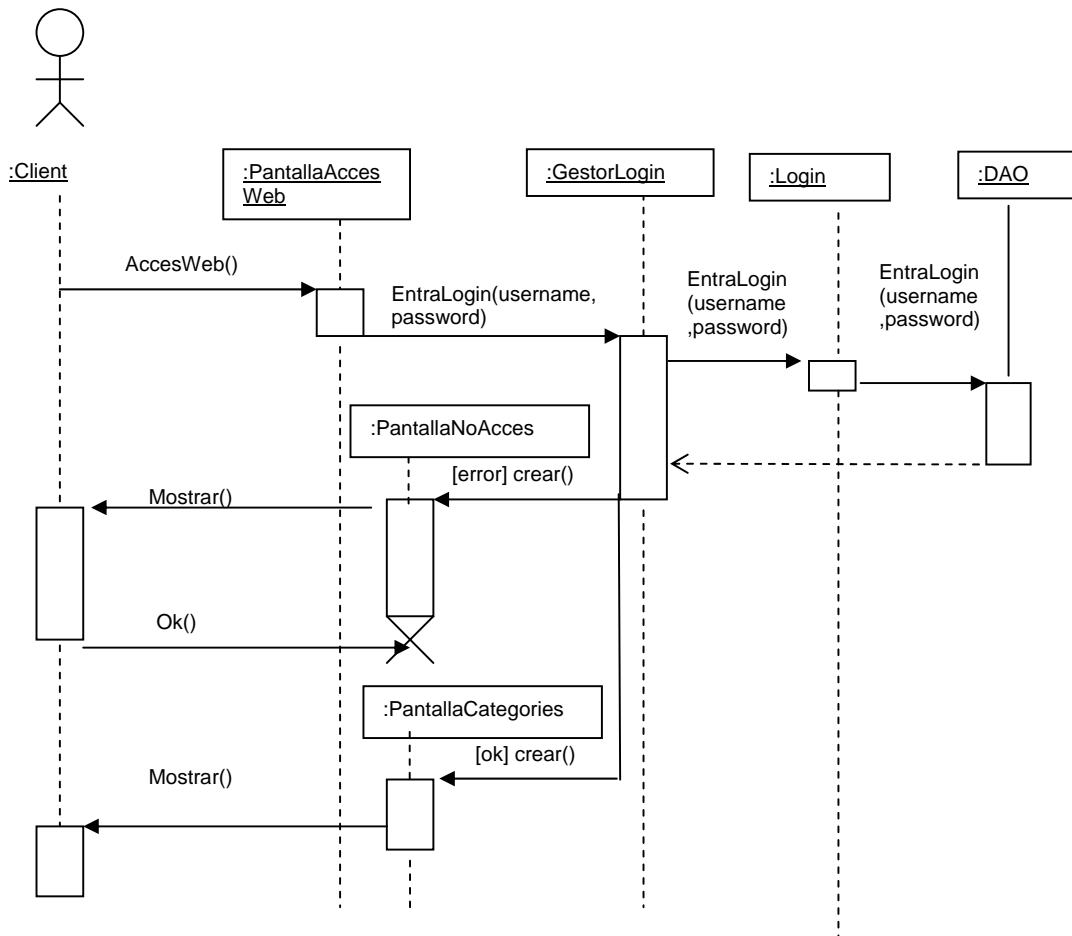 :Client
:PantallaAcces
Web
:GestorLogin
:Login
:DAO
AccesWeb()
EntraLogin(username,
password)
EntraLogin
(username
,password)
EntraLogin
(username
,password)
:PantallaNoAcces
[error] crear()
Mostrar()
Ok()
:PantallaCategories
[ok] crear()
Mostrar()